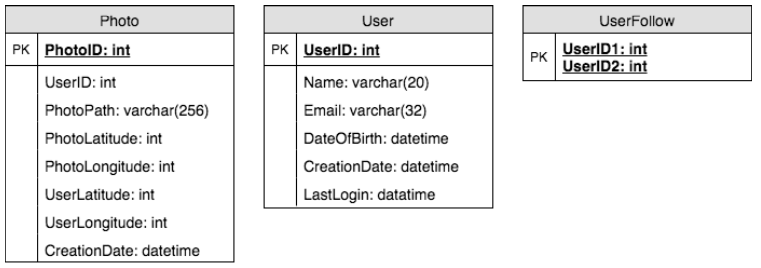 Photo
PK PhotoID: int
UserID: int
PhotoPath: varchar(256)
PhotoLatitude: int
PhotoLongitude: int
UserLatitude: int
UserLongitude: int
CreationDate: datetime
User
PK UserID: int
Name: varchar(20)
Email: varchar(32)
DateOfBirth: datetime
CreationDate: datetime
LastLogin: datatime
UserFollow
PK
UserID1: int
UserID2: int